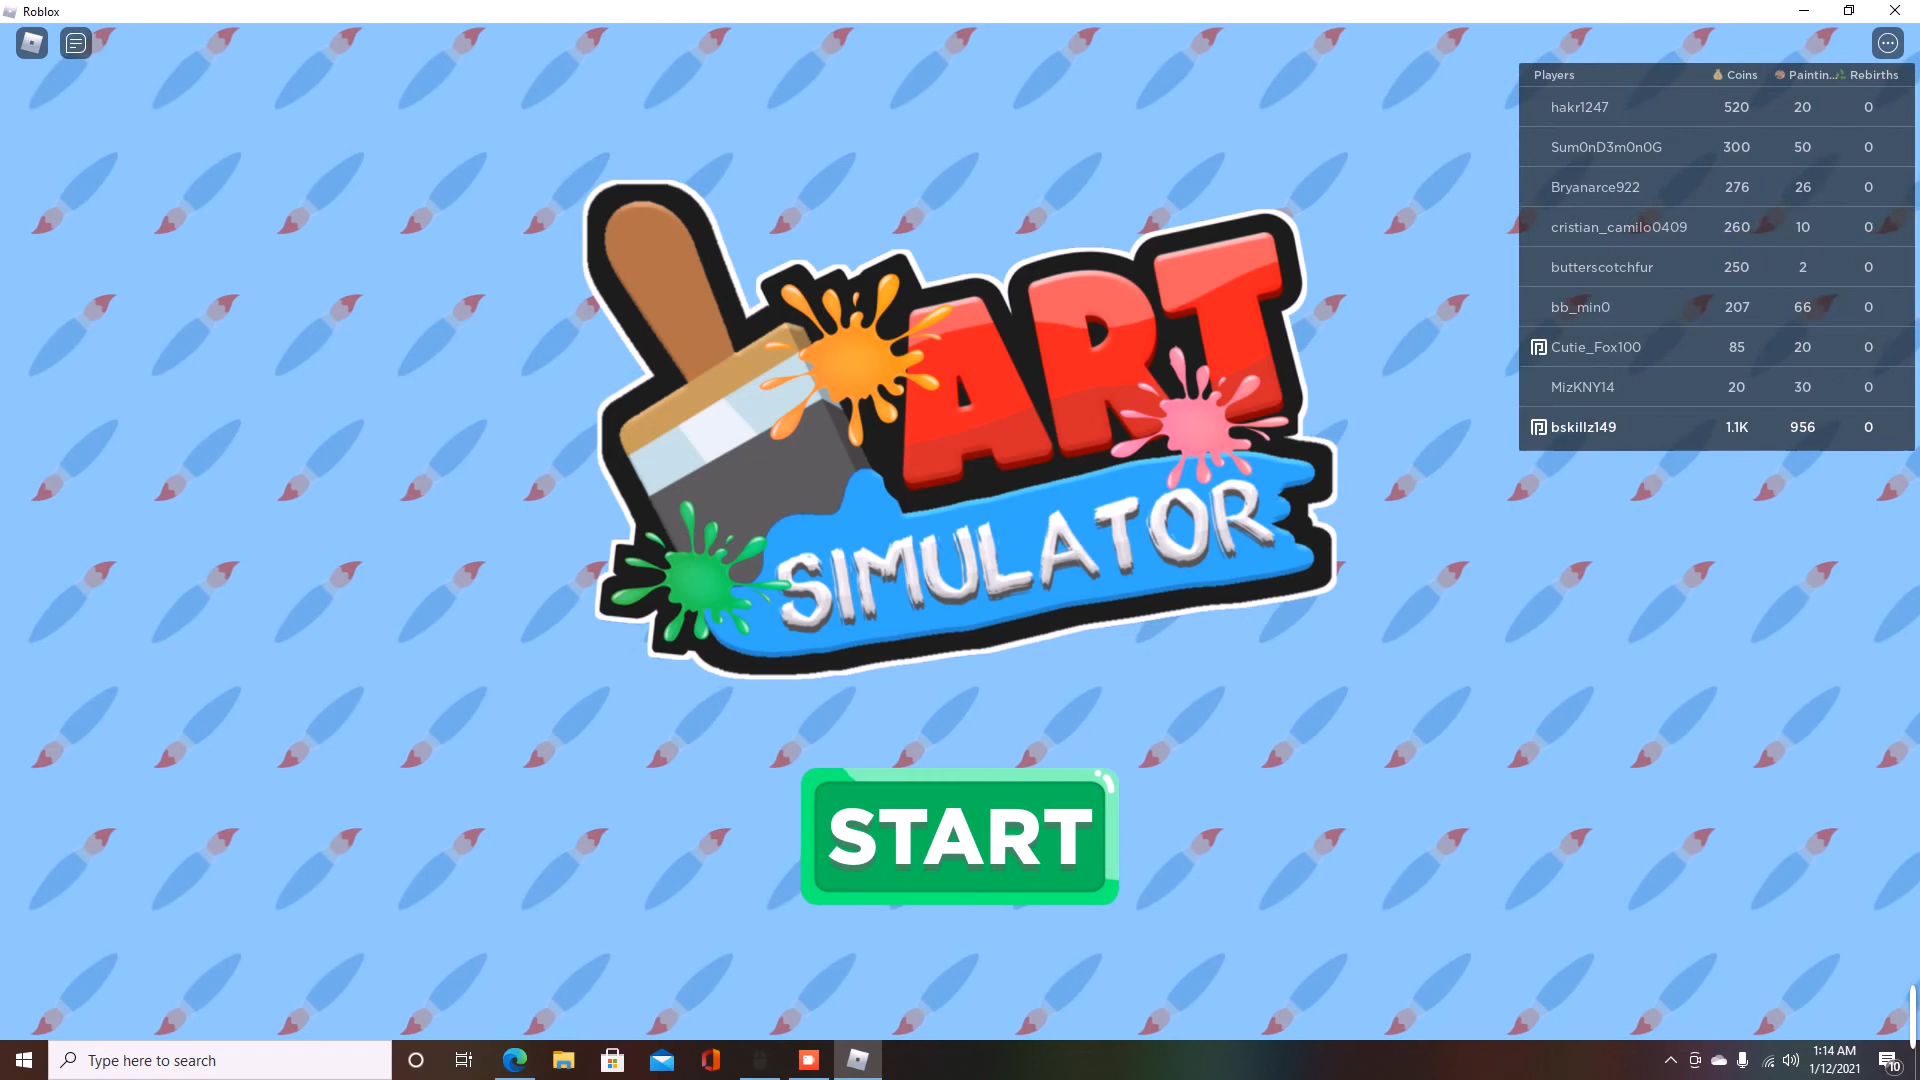 Roblox
Players Coins Paintin... Rebirths
hakr1247 520 20 0
Sum0nD3m0n0G 300 50 0
Bryanarce922 276 26 0
cristian_camilo0409 260 10 0
butterscotchfur 250 2 0
bb_min0 207 66 0
Cutie_Fox100 85 20 0
MizKNY14 20 30 0
bskillz149 1.1K 956 0
ART
SIMULATOR
START
Type here to search
1:14 AM
1/12/2021
10